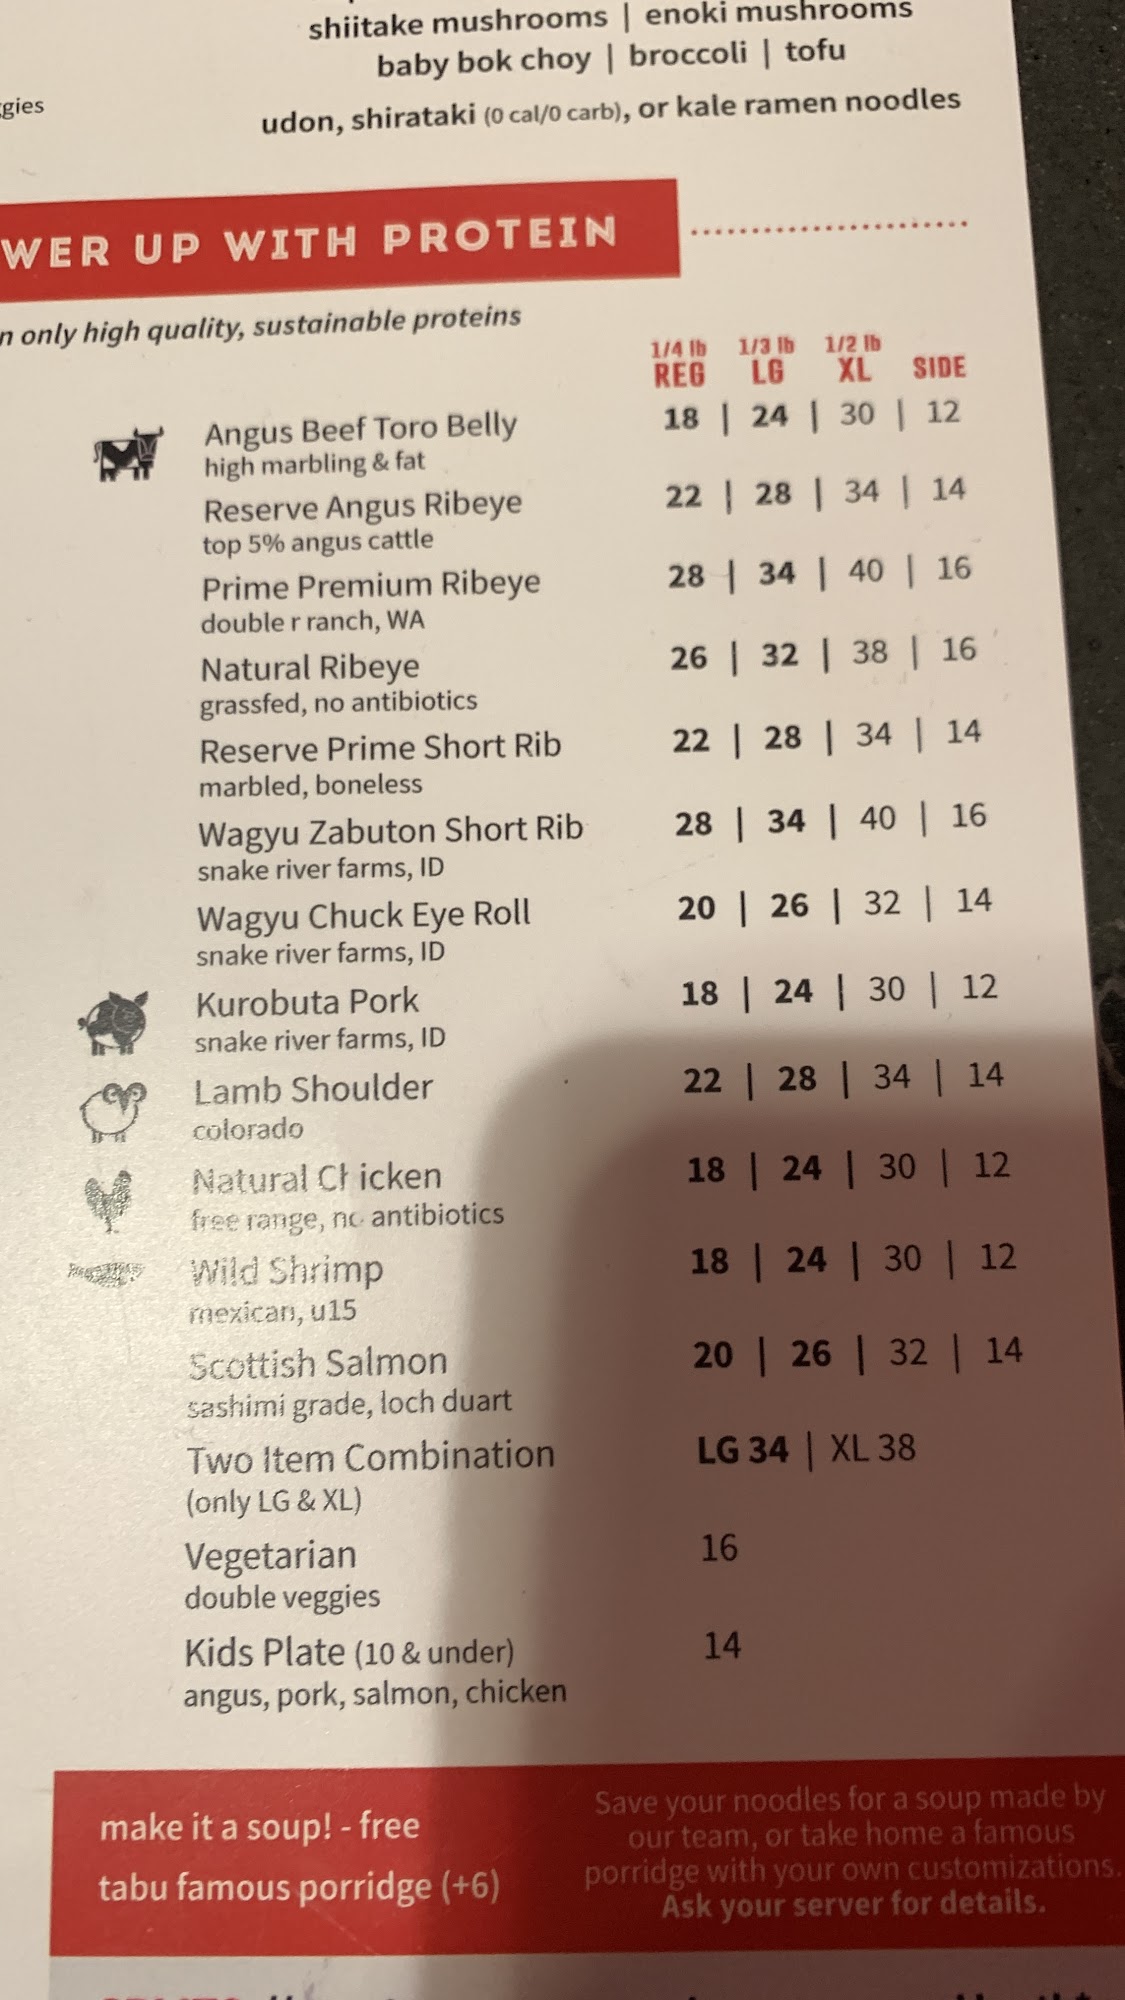 shiitake mushrooms | enoki mushrooms
baby bok choy | broccoli | tofu
udon, shirataki (0 cal/0 carb), or kale ramen noodles
WER UP WITH PROTEIN
only high quality, sustainable proteins
1/4 lb 1/3 lb 1/2 lb
REG LG XL SIDE
Angus Beef Toro Belly 18 | 24 | 30 | 12
high marbling & fat
Reserve Angus Ribeye 22 | 28 | 34 | 14
top 5% angus cattle
Prime Premium Ribeye 28 | 34 | 40 | 16
double r ranch, WA
Natural Ribeye 26 | 32 | 38 | 16
grassfed, no antibiotics
Reserve Prime Short Rib 22 | 28 | 34 | 14
marbled, boneless
Wagyu Zabuton Short Rib 28 | 34 | 40 | 16
snake river farms, ID
Wagyu Chuck Eye Roll 20 | 26 | 32 | 14
snake river farms, ID
Kurobuta Pork 18 | 24 | 30 | 12
snake river farms, ID
Lamb Shoulder 22 | 28 | 34 | 14
colorado
Natural Chicken 18 | 24 | 30 | 12
free range, no antibiotics
Wild Shrimp 18 | 24 | 30 | 12
mexican, u15
Scottish Salmon 20 | 26 | 32 | 14
sashimi grade, loch duart
Two Item Combination LG 34 | XL 38
(only LG & XL)
Vegetarian 16
double veggies
Kids Plate (10 & under) 14
angus, pork, salmon, chicken
make it a soup! - free
tabu famous porridge (+6)
Save your noodles for a soup made by
our team, or take home a famous
porridge with your own customizations.
Ask your server for details.